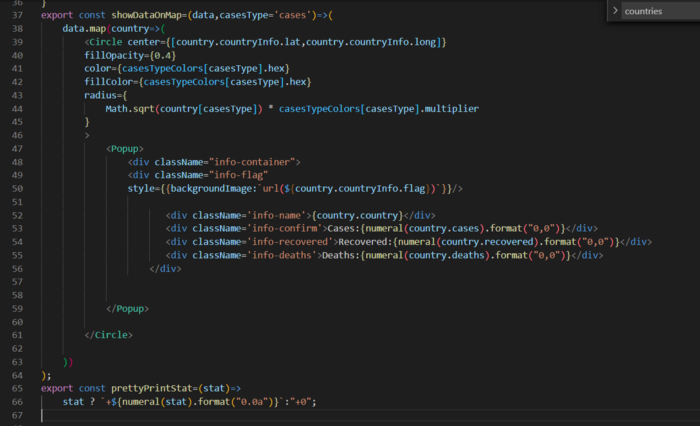 countries
36 }
37 export const showDataOnMap=(data,casesType='cases')=>(
38 data.map(country=>(
39 <Circle center={[country.countryInfo.lat,country.countryInfo.long]}
40 fillOpacity={0.4}
41 color={casesTypeColors[casesType].hex}
42 fillColor={casesTypeColors[casesType].hex}
43 radius={
44 Math.sqrt(country[casesType]) * casesTypeColors[casesType].multiplier
45 }
46 >
47 <Popup>
48 <div className="info-container">
49 <div className="info-flag"
50 style={{backgroundImage:`url(${country.countryInfo.flag})`}}/>
51
52 <div className='info-name'>{country.country}</div>
53 <div className='info-confirm'>Cases:{numeral(country.cases).format("0,0")}</div>
54 <div className='info-recovered'>Recovered:{numeral(country.recovered).format("0,0")}</div>
55 <div className='info-deaths'>Deaths:{numeral(country.deaths).format("0,0")}</div>
56 </div>
57
58
59 </Popup>
60
61 </Circle>
62
63 ))
64 );
65 export const prettyPrintStat=(stat)=>
66 stat ? `+${numeral(stat).format("0.0a")}`:"+0";
67